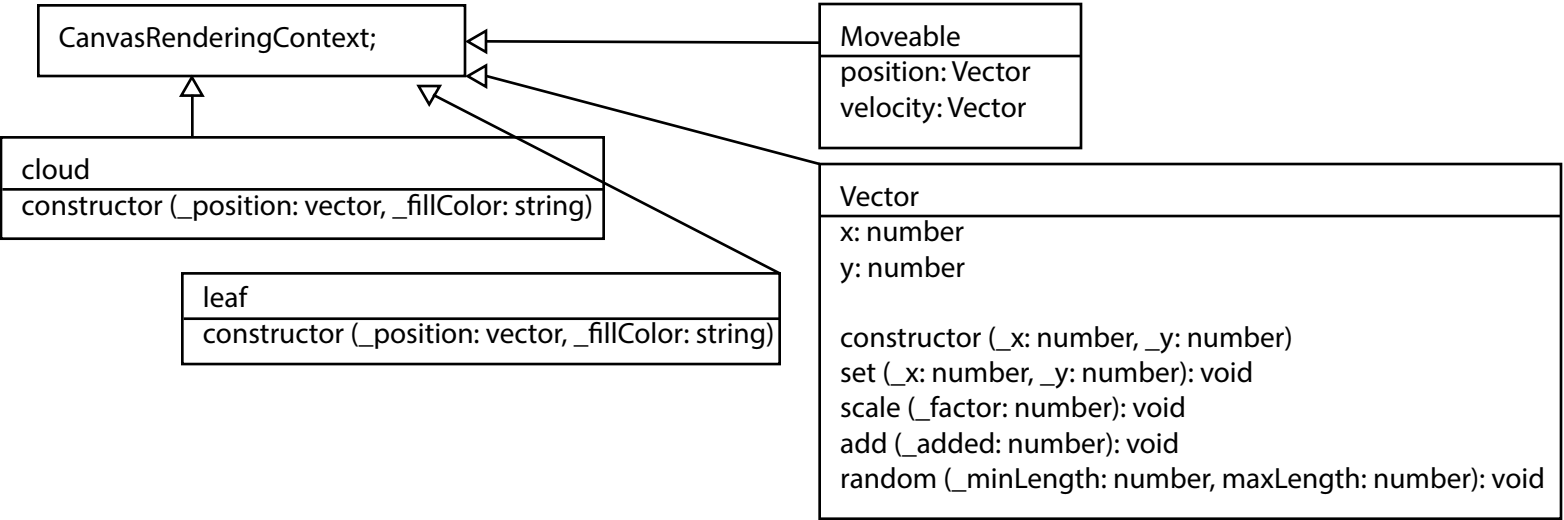 CanvasRenderingContext;
Moveable
position: Vector
velocity: Vector
cloud
constructor (_position: vector, _fillColor: string)
leaf
constructor (_position: vector, _fillColor: string)
Vector
x: number
y: number
constructor (_x: number, _y: number)
set (_x: number, _y: number): void
scale (_factor: number): void
add (_added: number): void
random (_minLength: number, maxLength: number): void